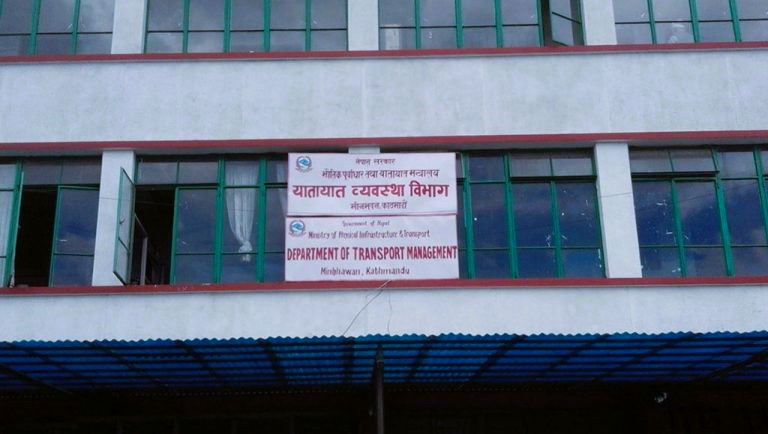 नेपाल सरकार
भौतिक पूर्वाधार तथा यातायात मन्त्रालय
यातायात व्यवस्था विभाग
मीनभवन, काठमाडौं
Government of Nepal
Ministry of Physical Infrastructure & Transport
DEPARTMENT OF TRANSPORT MANAGEMENT
Minbhawan, Kathmandu